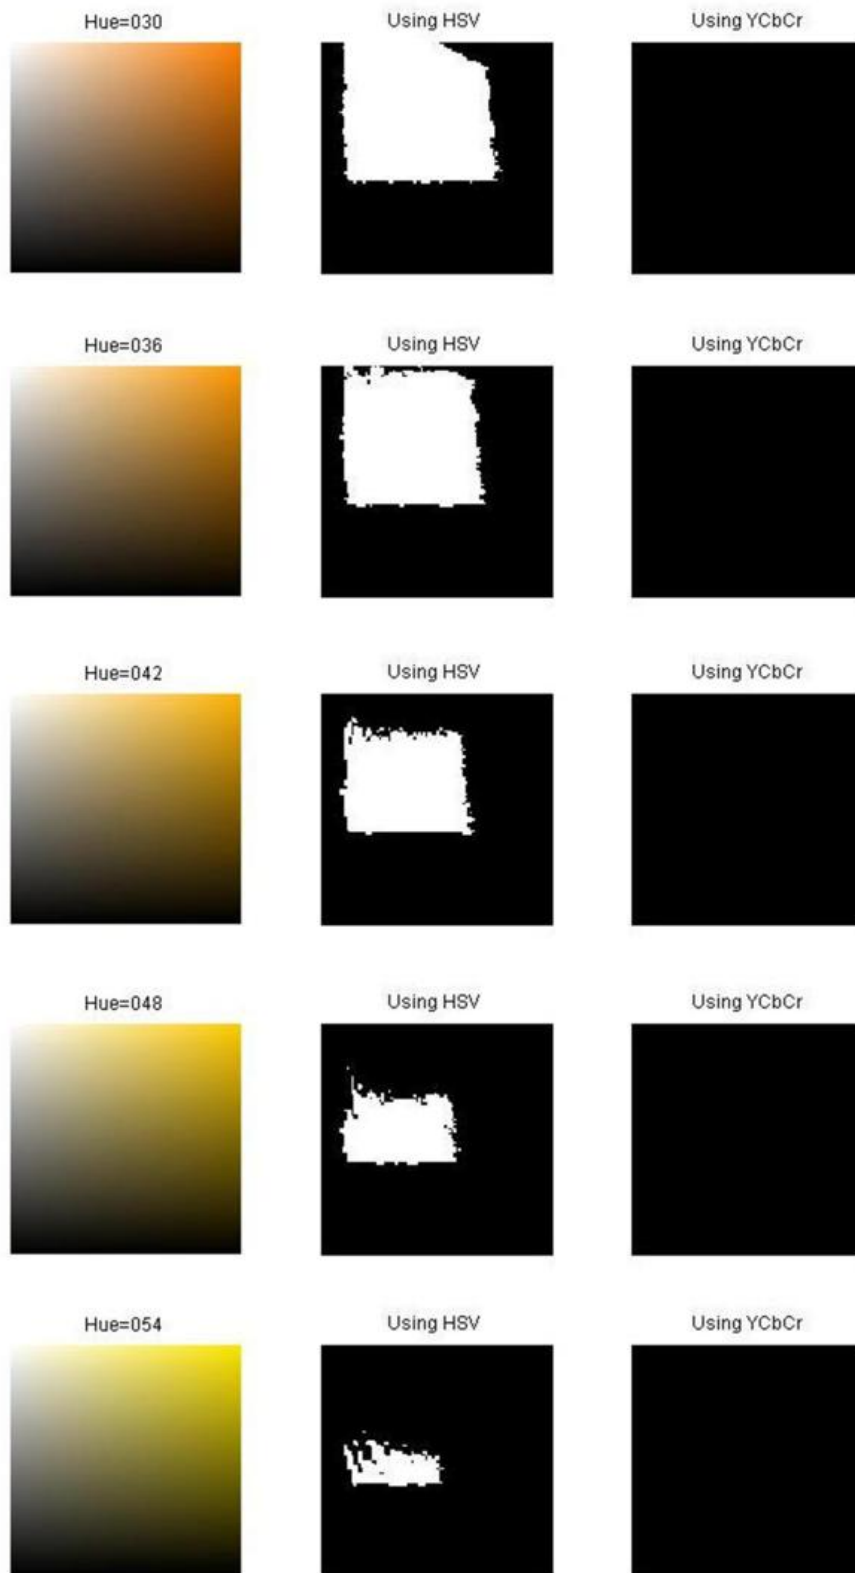 Hue=030 Using HSV Using YCbCr
Hue=036 Using HSV Using YCbCr
Hue=042 Using HSV Using YCbCr
Hue=048 Using HSV Using YCbCr
Hue=054 Using HSV Using YCbCr